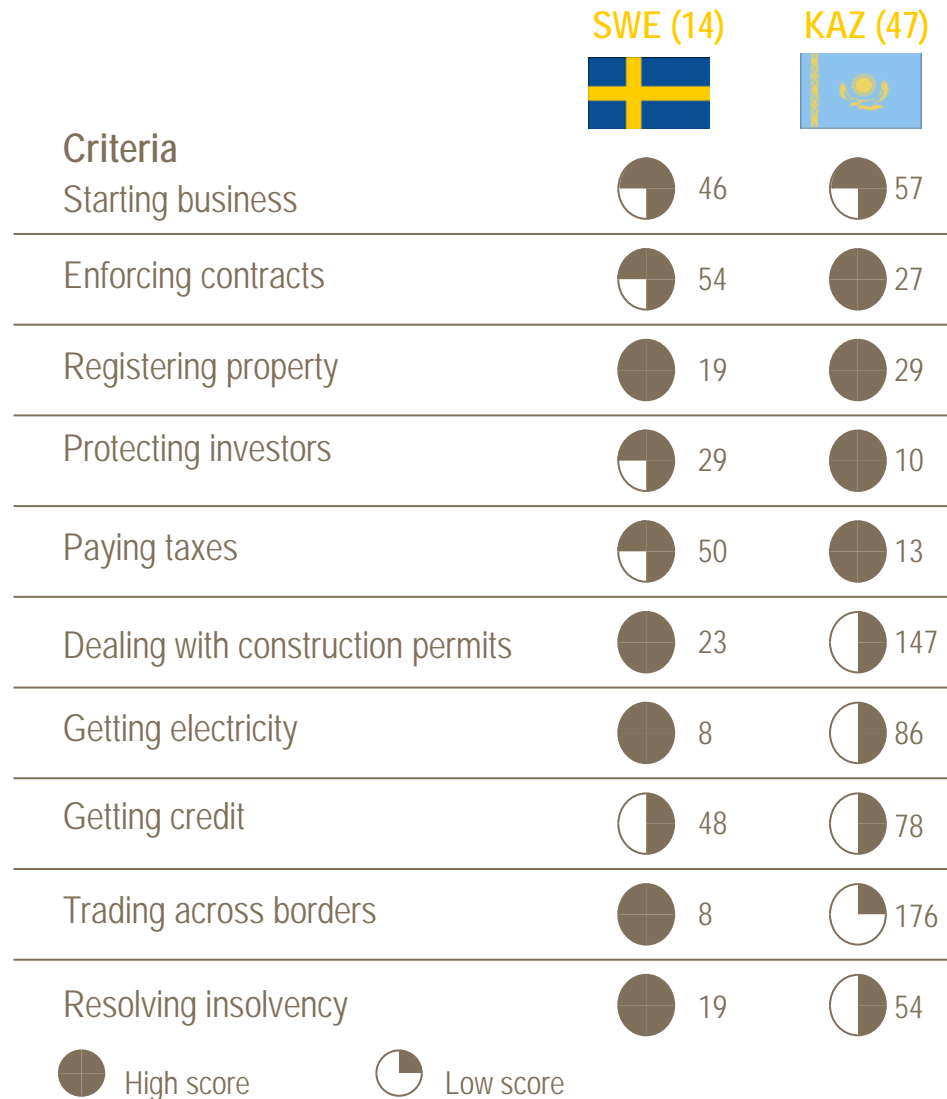 SWE (14) KAZ (47)
Criteria
Starting business 46 57
Enforcing contracts 54 27
Registering property 19 29
Protecting investors 29 10
Paying taxes 50 13
Dealing with construction permits 23 147
Getting electricity 8 86
Getting credit 48 78
Trading across borders 8 176
Resolving insolvency 19 54
High score Low score